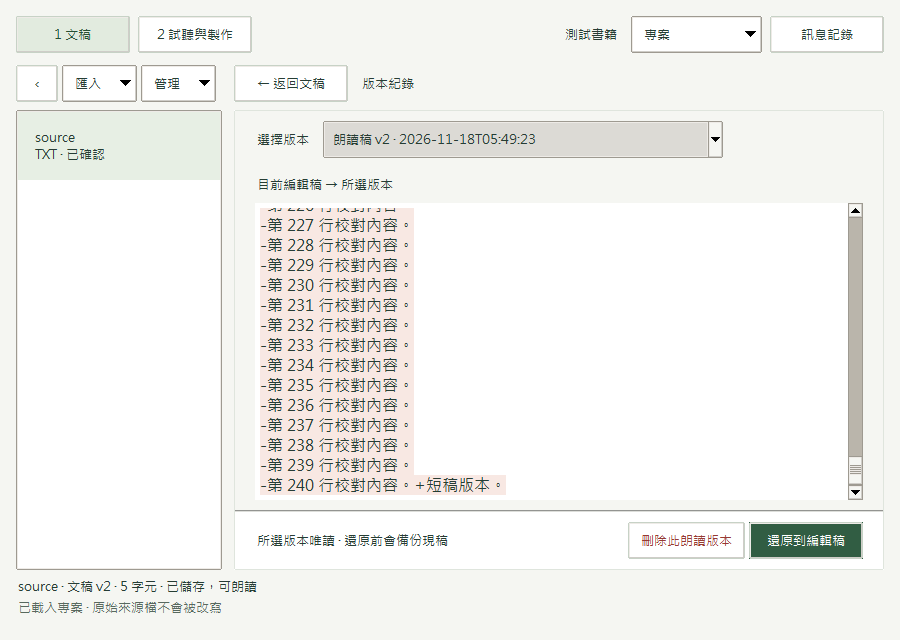 1 文稿
2 試聽與製作
測試書籍
專案
訊息記錄
‹
匯入
管理
← 返回文稿
版本紀錄
source
TXT · 已確認
選擇版本
朗讀稿 v2 · 2026-11-18T05:49:23
目前編輯稿 → 所選版本
-第 226 行校對內容
-第 227 行校對內容。
-第 228 行校對內容。
-第 229 行校對內容。
-第 230 行校對內容。
-第 231 行校對內容。
-第 232 行校對內容。
-第 233 行校對內容。
-第 234 行校對內容。
-第 235 行校對內容。
-第 236 行校對內容。
-第 237 行校對內容。
-第 238 行校對內容。
-第 239 行校對內容。
-第 240 行校對內容。+短稿版本。
所選版本唯讀 · 還原前會備份現稿
刪除此朗讀版本
還原到編輯稿
source · 文稿 v2 · 5 字元 · 已儲存，可朗讀
已載入專案 · 原始來源檔不會被改寫